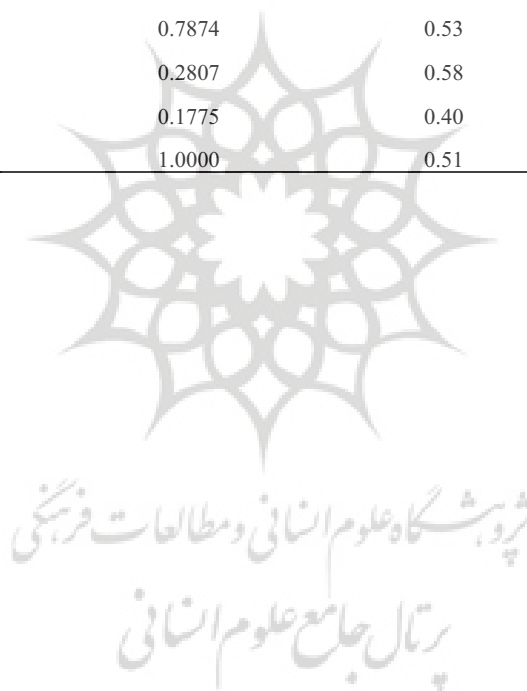 0.7874 0.53
0.2807 0.58
0.1775 0.40
1.0000 0.51
پژوهشگاه علوم انسانی و مطالعات فرهنگی
پرتال جامع علوم انسانی